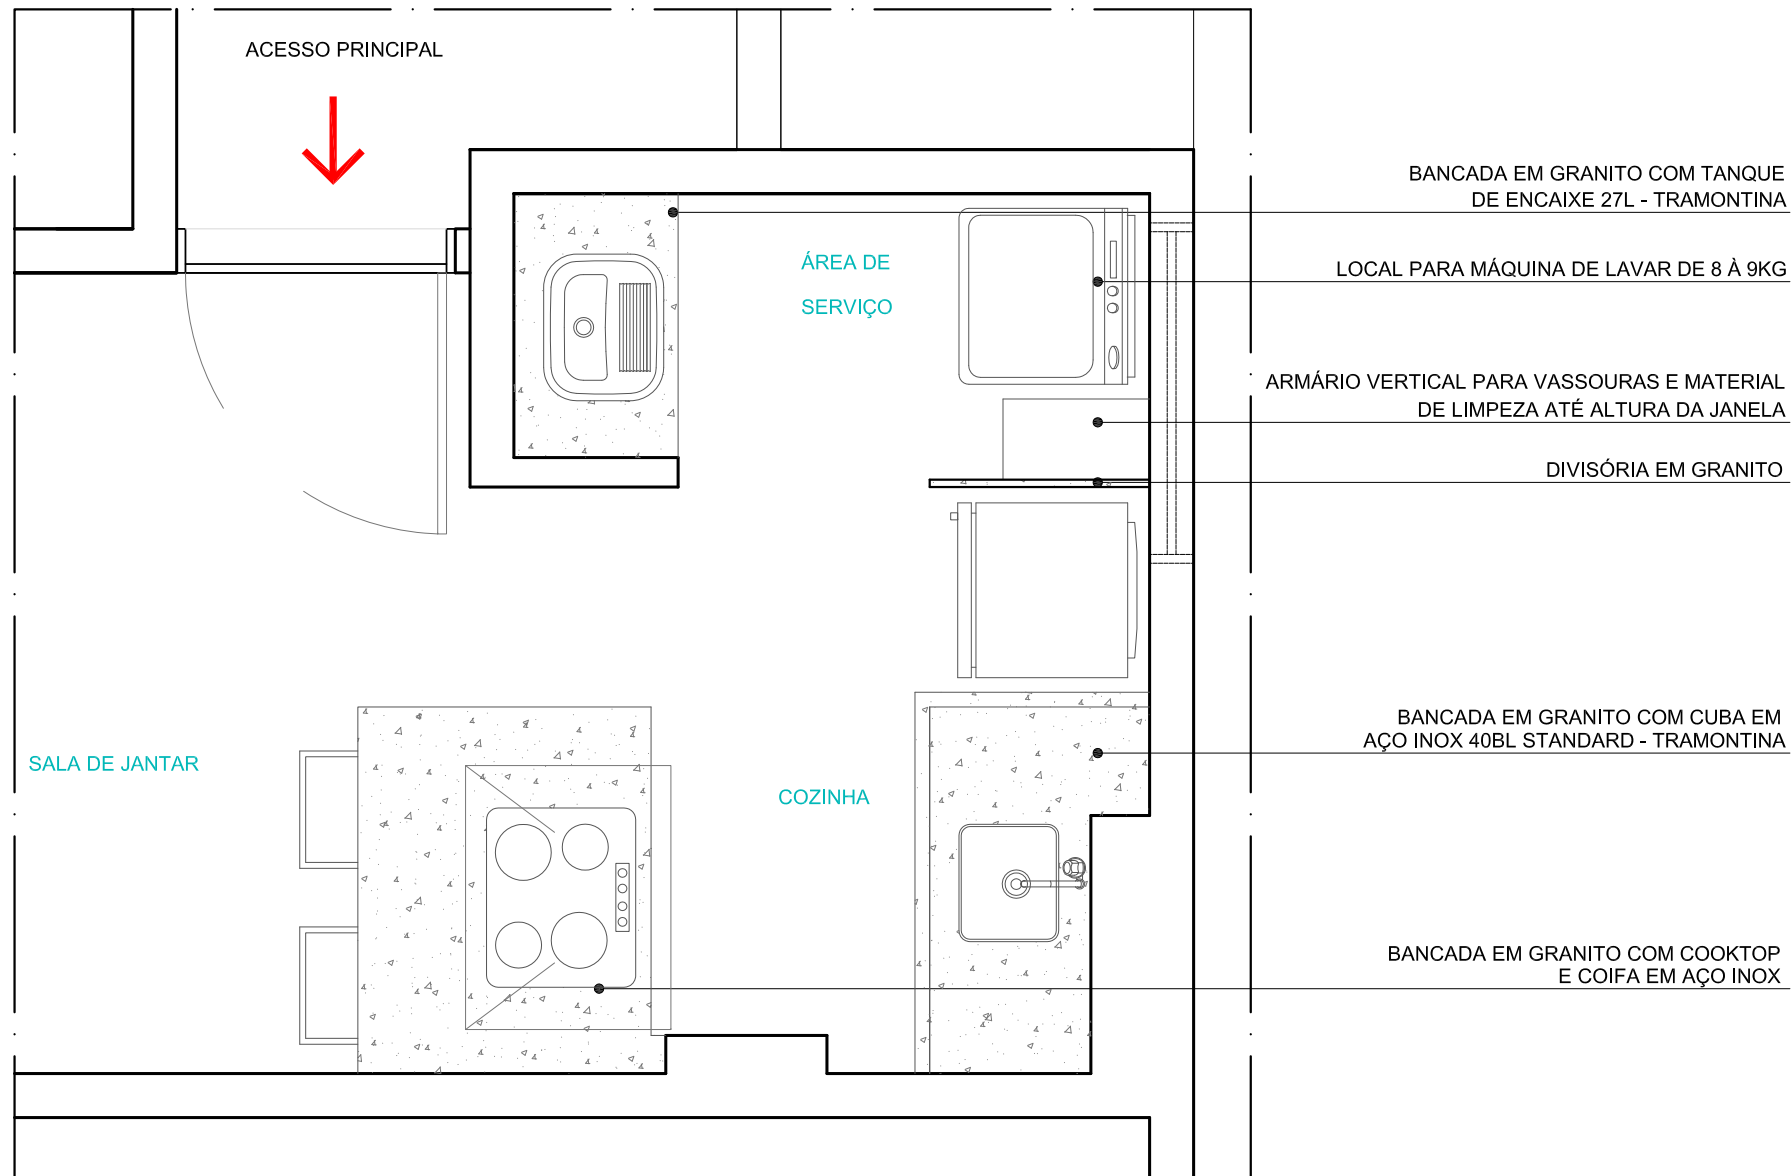 ACESSO PRINCIPAL
BANCADA EM GRANITO COM TANQUE
DE ENCAIXE 27L - TRAMONTINA
ÁREA DE
SERVIÇO
LOCAL PARA MÁQUINA DE LAVAR DE 8 À 9KG
ARMÁRIO VERTICAL PARA VASSOURAS E MATERIAL
DE LIMPEZA ATÉ ALTURA DA JANELA
DIVISÓRIA EM GRANITO
BANCADA EM GRANITO COM CUBA EM
AÇO INOX 40BL STANDARD - TRAMONTINA
SALA DE JANTAR
COZINHA
BANCADA EM GRANITO COM COOKTOP
E COIFA EM AÇO INOX